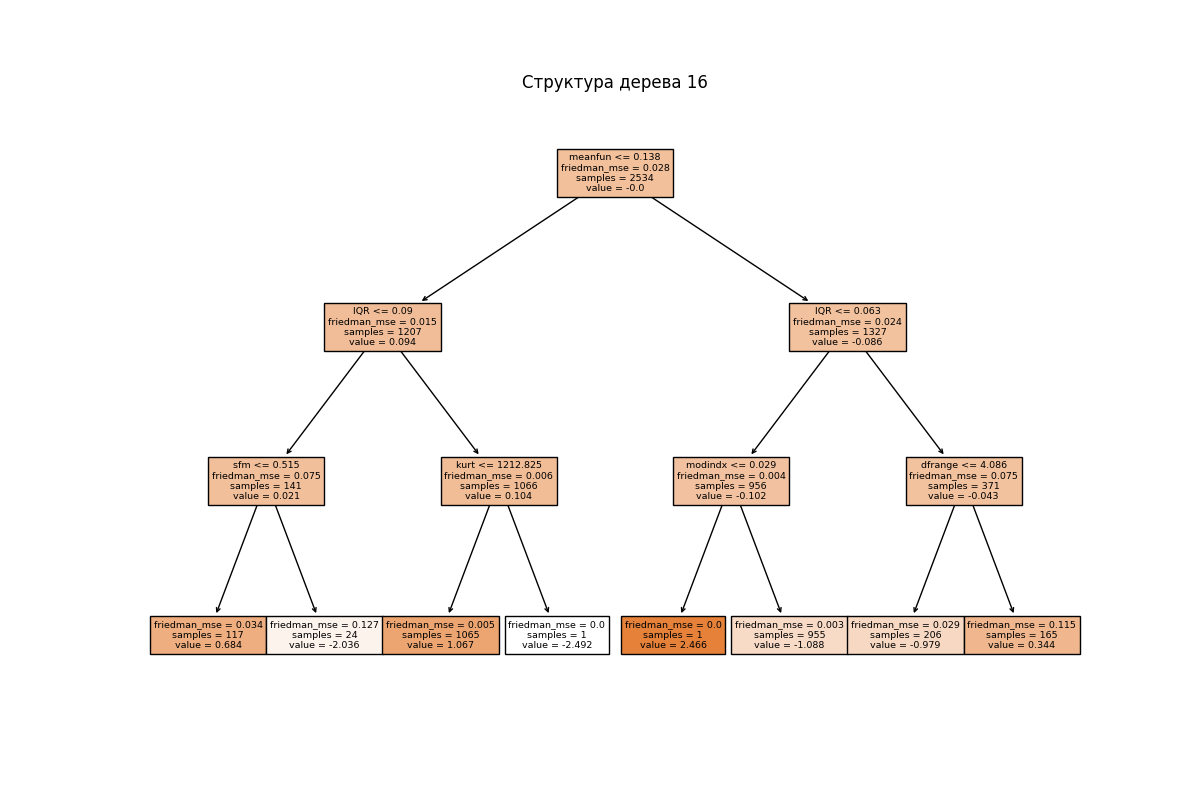 Структура дерева 16
meanfun <= 0.138
friedman_mse = 0.028
samples = 2534
value = -0.0
IQR <= 0.09
friedman_mse = 0.015
samples = 1207
value = 0.094
IQR <= 0.063
friedman_mse = 0.024
samples = 1327
value = -0.086
sfm <= 0.515
friedman_mse = 0.075
samples = 141
value = 0.021
kurt <= 1212.825
friedman_mse = 0.006
samples = 1066
value = 0.104
modindx <= 0.029
friedman_mse = 0.004
samples = 956
value = -0.102
dfrange <= 4.086
friedman_mse = 0.075
samples = 371
value = -0.043
friedman_mse = 0.034
samples = 117
value = 0.684
friedman_mse = 0.127
samples = 24
value = -2.036
friedman_mse = 0.005
samples = 1065
value = 1.067
friedman_mse = 0.0
samples = 1
value = -2.492
friedman_mse = 0.0
samples = 1
value = 2.466
friedman_mse = 0.003
samples = 955
value = -1.088
friedman_mse = 0.029
samples = 206
value = -0.979
friedman_mse = 0.115
samples = 165
value = 0.344